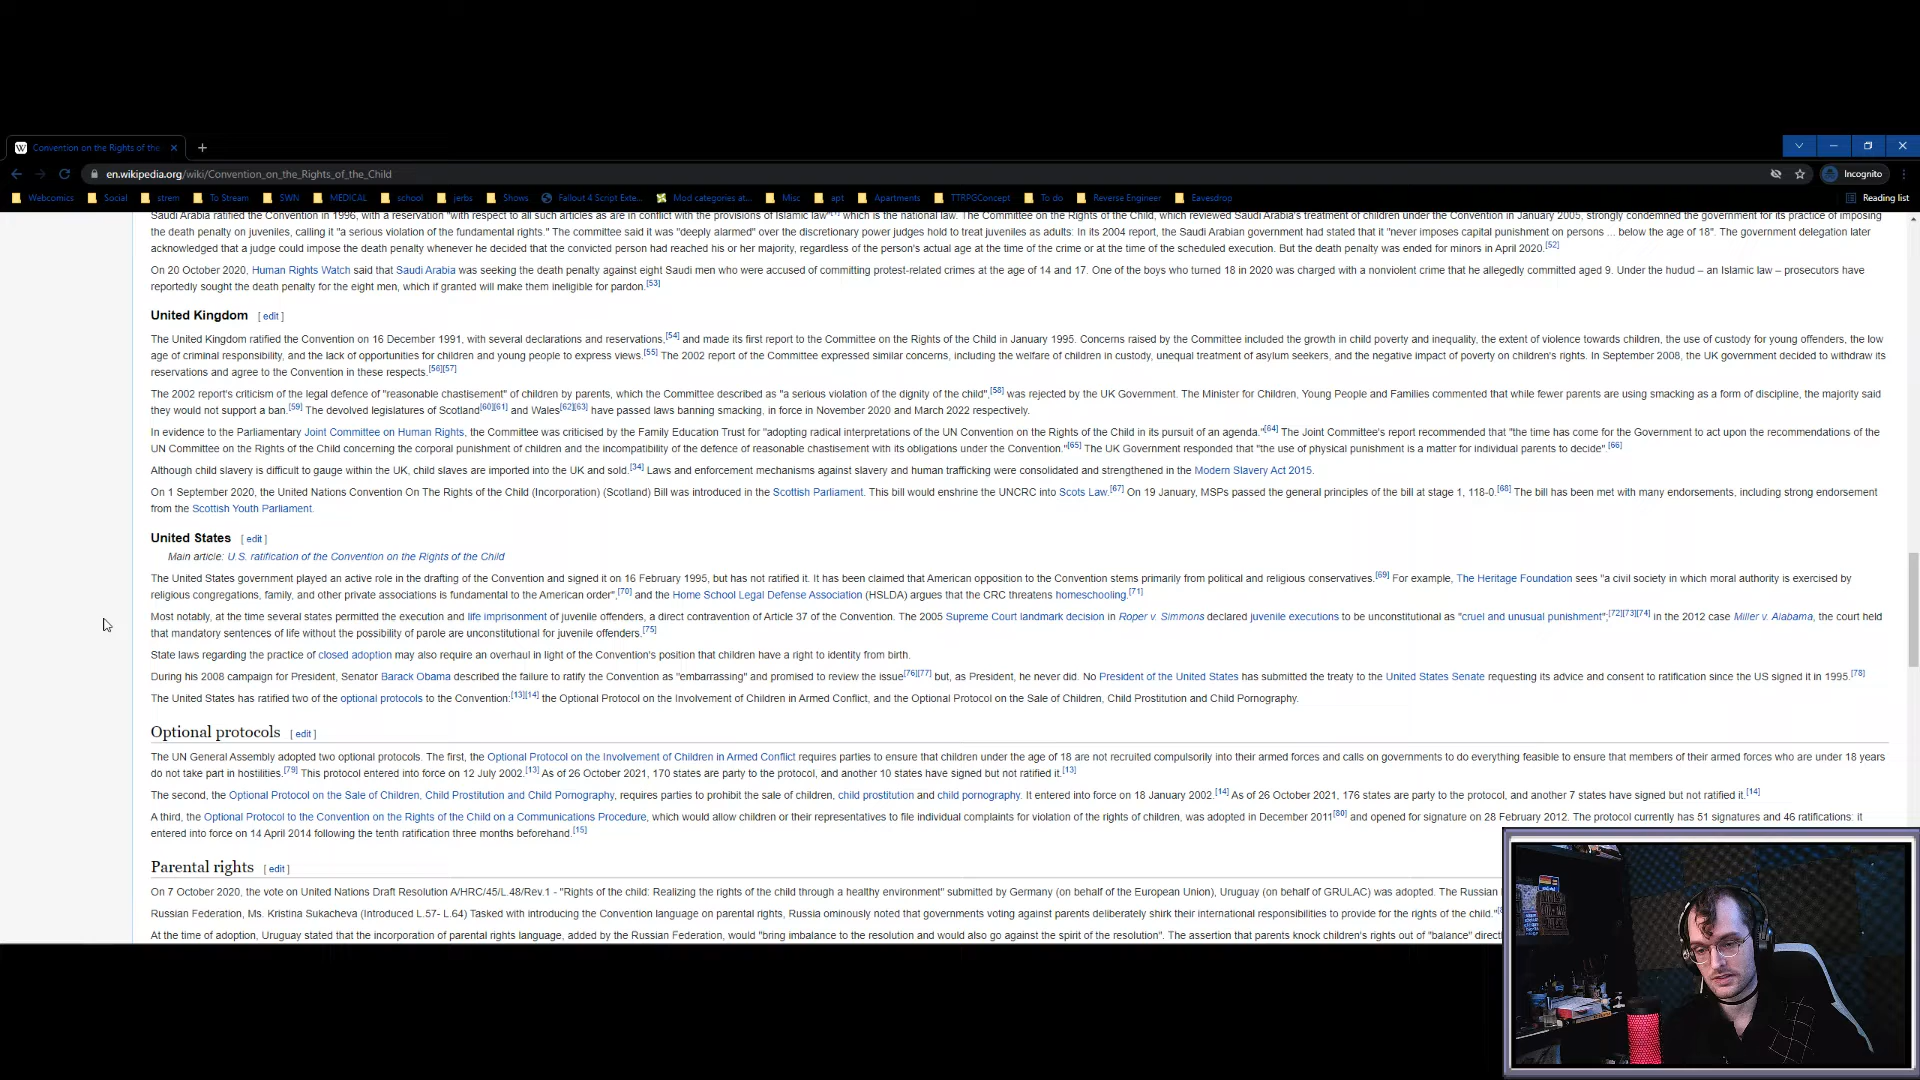 Convention on the Rights of the
en.wikipedia.org/wiki/Convention_on_the_Rights_of_the_Child
Incognito
Webcomics Social strem To Stream SWN MEDICAL school jerbs Shows Fallout 4 Script Exte... Mod categories at... Misc apt Apartments TTRPGConcept To do Reverse Engineer Eavesdrop Reading list
Saudi Arabia ratified the Convention in 1996, with a reservation "with respect to all such articles as are in conflict with the provisions of Islamic law" which is the national law. The Committee on the Rights of the Child, which reviewed Saudi Arabia's treatment of children under the Convention in January 2005, strongly condemned the government for its practice of imposing
the death penalty on juveniles, calling it "a serious violation of the fundamental rights." The committee said it was "deeply alarmed" over the discretionary power judges hold to treat juveniles as adults: In its 2004 report, the Saudi Arabian government had stated that it "never imposes capital punishment on persons ... below the age of 18". The government delegation later
acknowledged that a judge could impose the death penalty whenever he decided that the convicted person had reached his or her majority, regardless of the person's actual age at the time of the crime or at the time of the scheduled execution. But the death penalty was ended for minors in April 2020.[52]
On 20 October 2020, Human Rights Watch said that Saudi Arabia was seeking the death penalty against eight Saudi men who were accused of committing protest-related crimes at the age of 14 and 17. One of the boys who turned 18 in 2020 was charged with a nonviolent crime that he allegedly committed aged 9. Under the hudud – an Islamic law – prosecutors have
reportedly sought the death penalty for the eight men, which if granted will make them ineligible for pardon.[53]
United Kingdom [ edit ]
The United Kingdom ratified the Convention on 16 December 1991, with several declarations and reservations,[54] and made its first report to the Committee on the Rights of the Child in January 1995. Concerns raised by the Committee included the growth in child poverty and inequality, the extent of violence towards children, the use of custody for young offenders, the low
age of criminal responsibility, and the lack of opportunities for children and young people to express views.[55] The 2002 report of the Committee expressed similar concerns, including the welfare of children in custody, unequal treatment of asylum seekers, and the negative impact of poverty on children's rights. In September 2008, the UK government decided to withdraw its
reservations and agree to the Convention in these respects.[56][57]
The 2002 report's criticism of the legal defence of "reasonable chastisement" of children by parents, which the Committee described as "a serious violation of the dignity of the child",[58] was rejected by the UK Government. The Minister for Children, Young People and Families commented that while fewer parents are using smacking as a form of discipline, the majority said
they would not support a ban.[59] The devolved legislatures of Scotland[60][61] and Wales[62][63] have passed laws banning smacking, in force in November 2020 and March 2022 respectively.
In evidence to the Parliamentary Joint Committee on Human Rights, the Committee was criticised by the Family Education Trust for "adopting radical interpretations of the UN Convention on the Rights of the Child in its pursuit of an agenda."[64] The Joint Committee's report recommended that "the time has come for the Government to act upon the recommendations of the
UN Committee on the Rights of the Child concerning the corporal punishment of children and the incompatibility of the defence of reasonable chastisement with its obligations under the Convention."[65] The UK Government responded that "the use of physical punishment is a matter for individual parents to decide".[66]
Although child slavery is difficult to gauge within the UK, child slaves are imported into the UK and sold.[34] Laws and enforcement mechanisms against slavery and human trafficking were consolidated and strengthened in the Modern Slavery Act 2015.
On 1 September 2020, the United Nations Convention On The Rights of the Child (Incorporation) (Scotland) Bill was introduced in the Scottish Parliament. This bill would enshrine the UNCRC into Scots Law.[67] On 19 January, MSPs passed the general principles of the bill at stage 1, 118-0.[68] The bill has been met with many endorsements, including strong endorsement
from the Scottish Youth Parliament.
United States [ edit ]
Main article: U.S. ratification of the Convention on the Rights of the Child
The United States government played an active role in the drafting of the Convention and signed it on 16 February 1995, but has not ratified it. It has been claimed that American opposition to the Convention stems primarily from political and religious conservatives.[69] For example, The Heritage Foundation sees "a civil society in which moral authority is exercised by
religious congregations, family, and other private associations is fundamental to the American order",[70] and the Home School Legal Defense Association (HSLDA) argues that the CRC threatens homeschooling.[71]
Most notably, at the time several states permitted the execution and life imprisonment of juvenile offenders, a direct contravention of Article 37 of the Convention. The 2005 Supreme Court landmark decision in Roper v. Simmons declared juvenile executions to be unconstitutional as "cruel and unusual punishment";[72][73][74] in the 2012 case Miller v. Alabama, the court held
that mandatory sentences of life without the possibility of parole are unconstitutional for juvenile offenders.[75]
State laws regarding the practice of closed adoption may also require an overhaul in light of the Convention's position that children have a right to identity from birth.
During his 2008 campaign for President, Senator Barack Obama described the failure to ratify the Convention as "embarrassing" and promised to review the issue[76][77] but, as President, he never did. No President of the United States has submitted the treaty to the United States Senate requesting its advice and consent to ratification since the US signed it in 1995.[78]
The United States has ratified two of the optional protocols to the Convention:[13][14] the Optional Protocol on the Involvement of Children in Armed Conflict, and the Optional Protocol on the Sale of Children, Child Prostitution and Child Pornography.
Optional protocols [ edit ]
The UN General Assembly adopted two optional protocols. The first, the Optional Protocol on the Involvement of Children in Armed Conflict requires parties to ensure that children under the age of 18 are not recruited compulsorily into their armed forces and calls on governments to do everything feasible to ensure that members of their armed forces who are under 18 years
do not take part in hostilities.[79] This protocol entered into force on 12 July 2002.[13] As of 26 October 2021, 170 states are party to the protocol, and another 10 states have signed but not ratified it.[13]
The second, the Optional Protocol on the Sale of Children, Child Prostitution and Child Pornography, requires parties to prohibit the sale of children, child prostitution and child pornography. It entered into force on 18 January 2002.[14] As of 26 October 2021, 176 states are party to the protocol, and another 7 states have signed but not ratified it.[14]
A third, the Optional Protocol to the Convention on the Rights of the Child on a Communications Procedure, which would allow children or their representatives to file individual complaints for violation of the rights of children, was adopted in December 2011[80] and opened for signature on 28 February 2012. The protocol currently has 51 signatures and 46 ratifications: it
entered into force on 14 April 2014 following the tenth ratification three months beforehand.[15]
Parental rights [ edit ]
On 7 October 2020, the vote on United Nations Draft Resolution A/HRC/45/L.48/Rev.1 - "Rights of the child: Realizing the rights of the child through a healthy environment" submitted by Germany (on behalf of the European Union), Uruguay (on behalf of GRULAC) was adopted. The Russian
Russian Federation, Ms. Kristina Sukacheva (Introduced L.57- L.64) Tasked with introducing the Convention language on parental rights, Russia ominously noted that governments voting against parents deliberately shirk their international responsibilities to provide for the rights of the child."
At the time of adoption, Uruguay stated that the incorporation of parental rights language, added by the Russian Federation, would "bring imbalance to the resolution and would also go against the spirit of the resolution". The assertion that parents knock children's rights out of "balance"